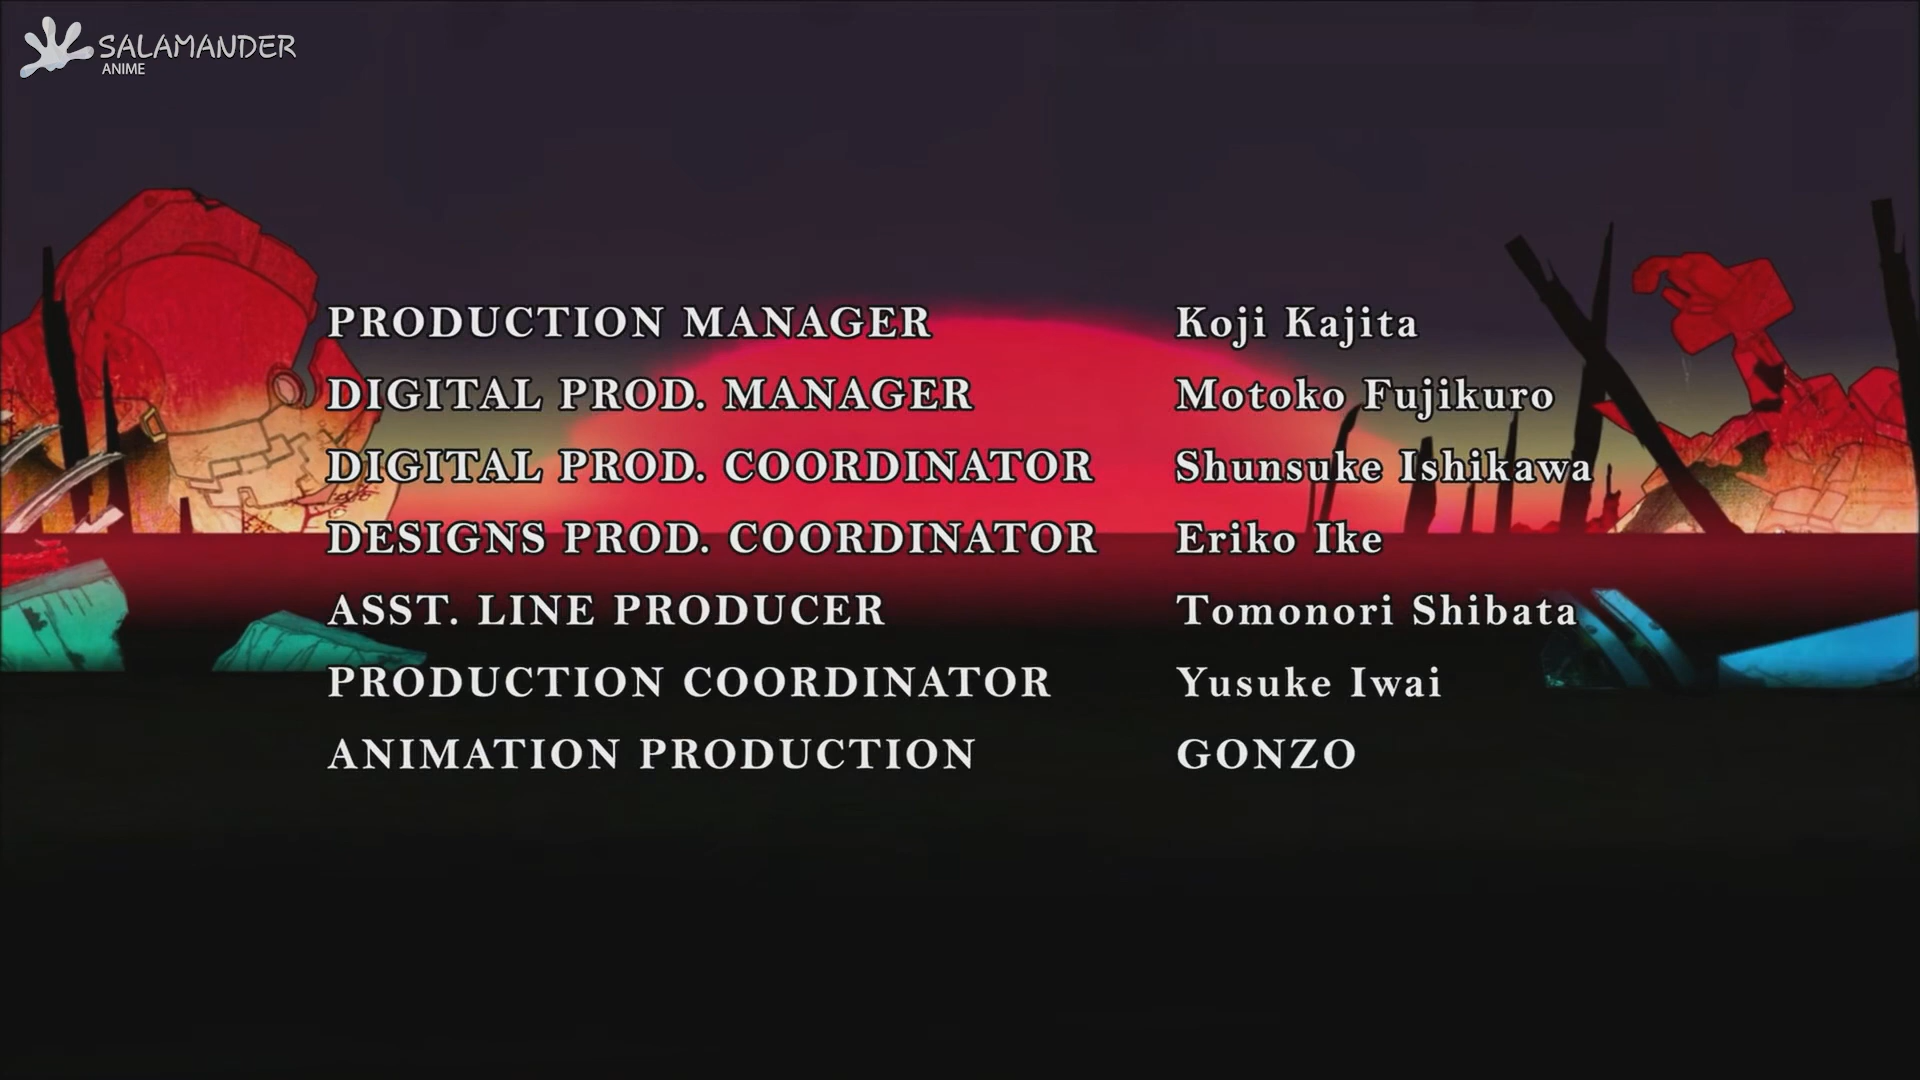 SALAMANDER
ANIME
PRODUCTION MANAGER Koji Kajita
DIGITAL PROD. MANAGER Motoko Fujikuro
DIGITAL PROD. COORDINATOR Shunsuke Ishikawa
DESIGNS PROD. COORDINATOR Eriko Ike
ASST. LINE PRODUCER Tomonori Shibata
PRODUCTION COORDINATOR Yusuke Iwai
ANIMATION PRODUCTION GONZO